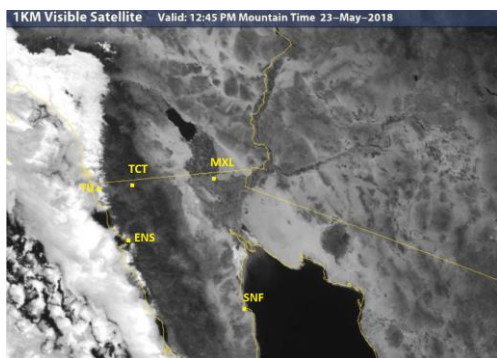 1KM Visible Satellite Valid: 12:45 PM Mountain Time 23-May-2018
TCT
MXL
TIJ
ENS
SNF